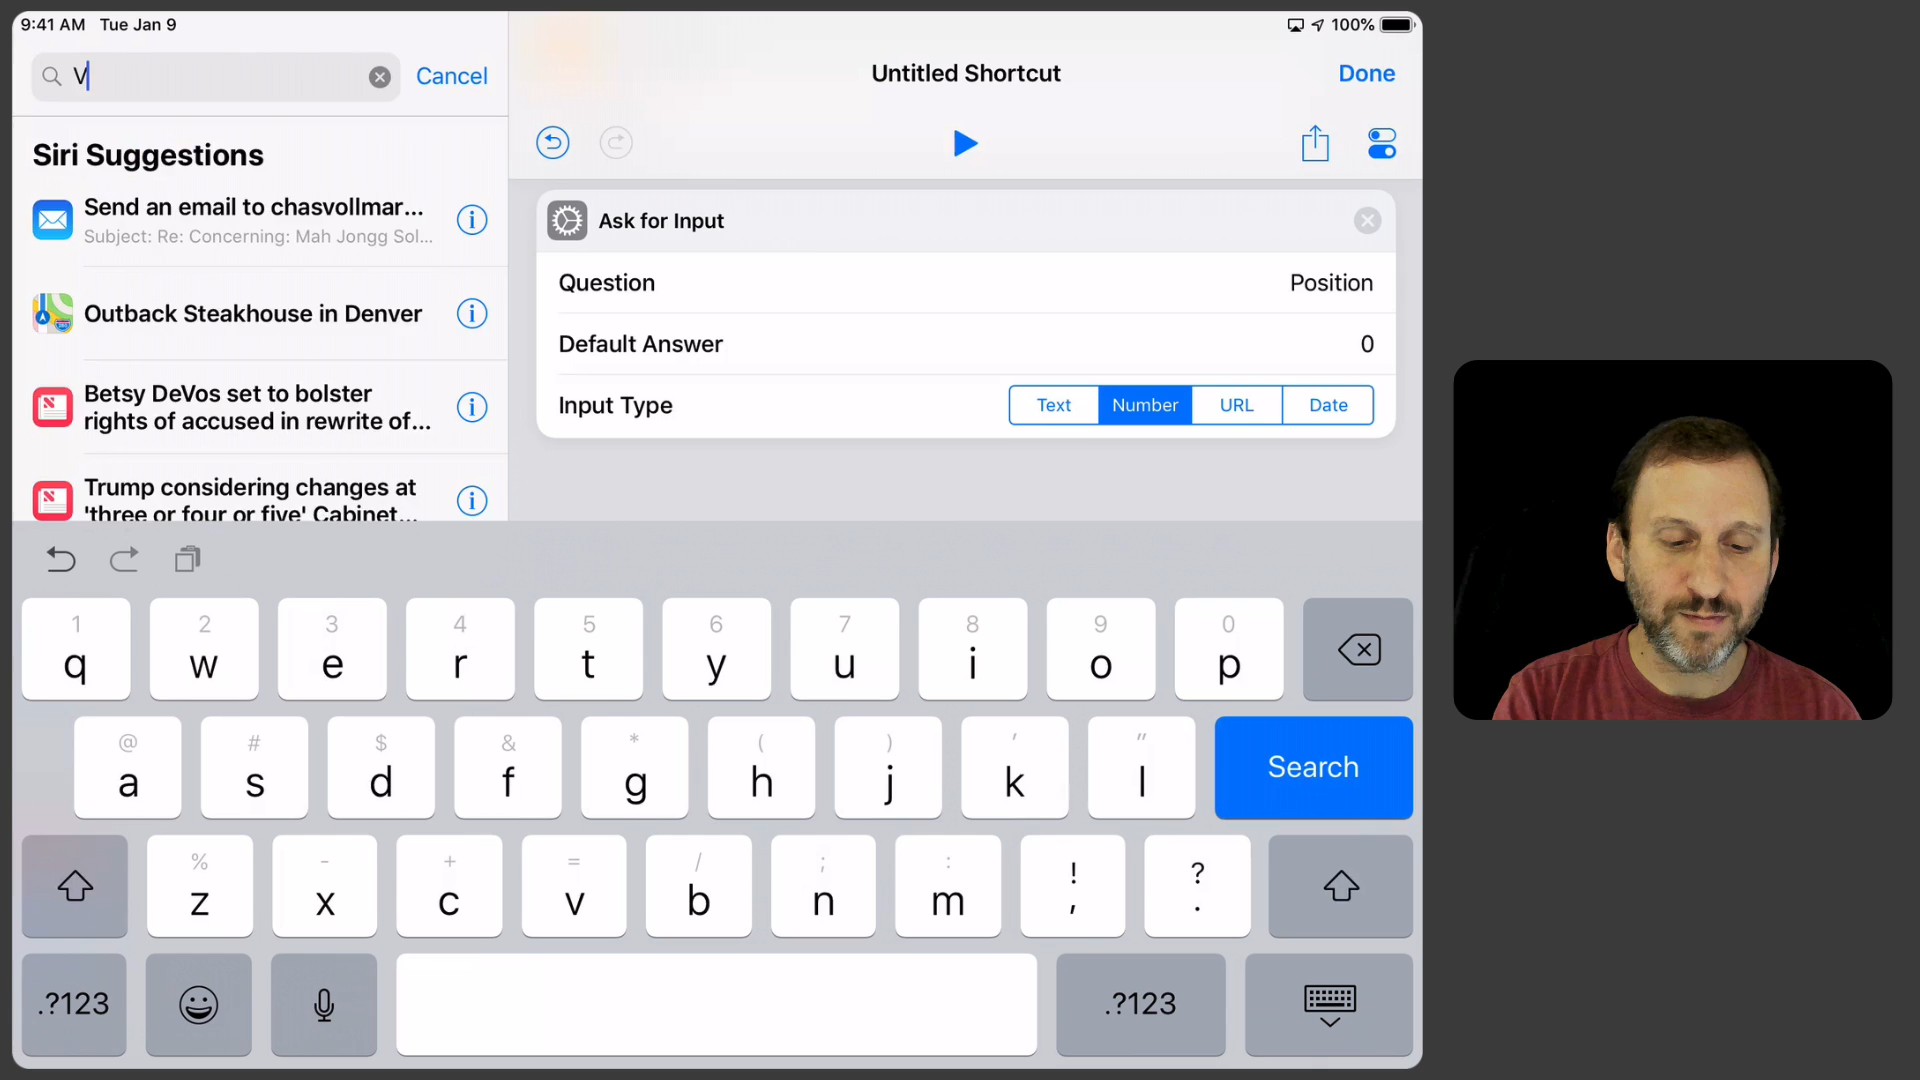 9:41 AM Tue Jan 9
100%
V
Cancel
Untitled Shortcut
Done
Siri Suggestions
Send an email to chasvollmar...
Subject: Re: Concerning: Mah Jongg Sol...
Outback Steakhouse in Denver
Betsy DeVos set to bolster
rights of accused in rewrite of...
Trump considering changes at
'three or four or five' Cabinet...
Ask for Input
Question
Position
Default Answer
0
Input Type
Text
Number
URL
Date
1 2 3 4 5 6 7 8 9 0
q w e r t y u i o p
@ # $ & * ( ) ' "
a s d f g h j k l
Search
% - + = / ; : ! ?
z x c v b n m , .
.?123
.?123